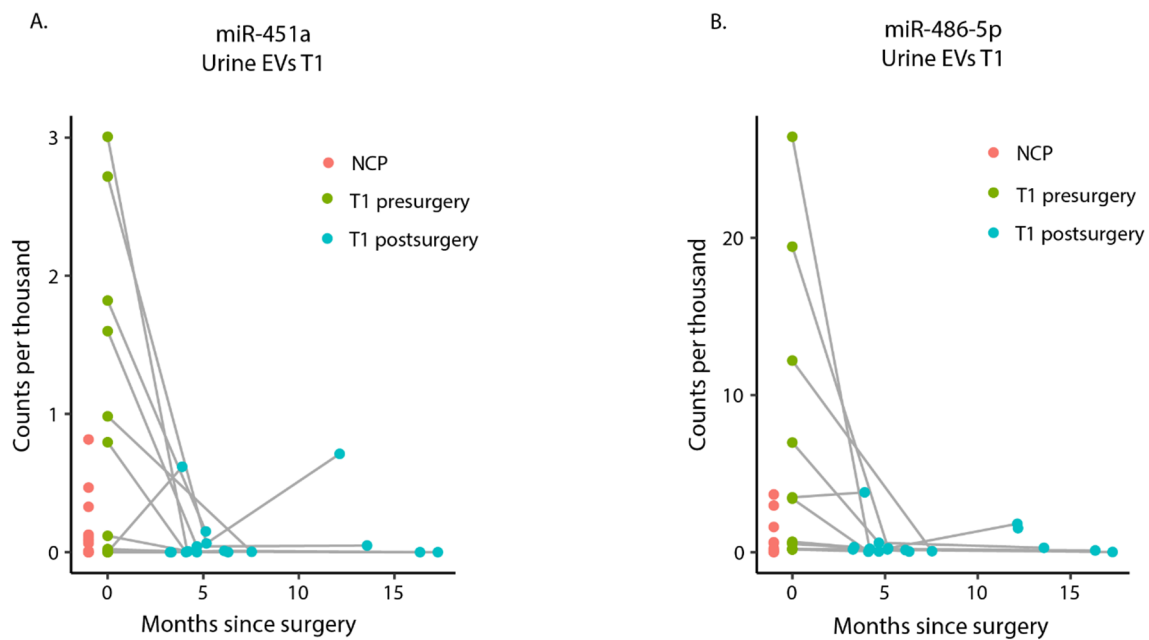 A.
miR-451a
Urine EVs T1
3
2
1
0
Counts per thousand
NCP
T1 presurgery
T1 postsurgery
0 5 10 15
Months since surgery
B.
miR-486-5p
Urine EVs T1
20
10
0
Counts per thousand
NCP
T1 presurgery
T1 postsurgery
0 5 10 15
Months since surgery